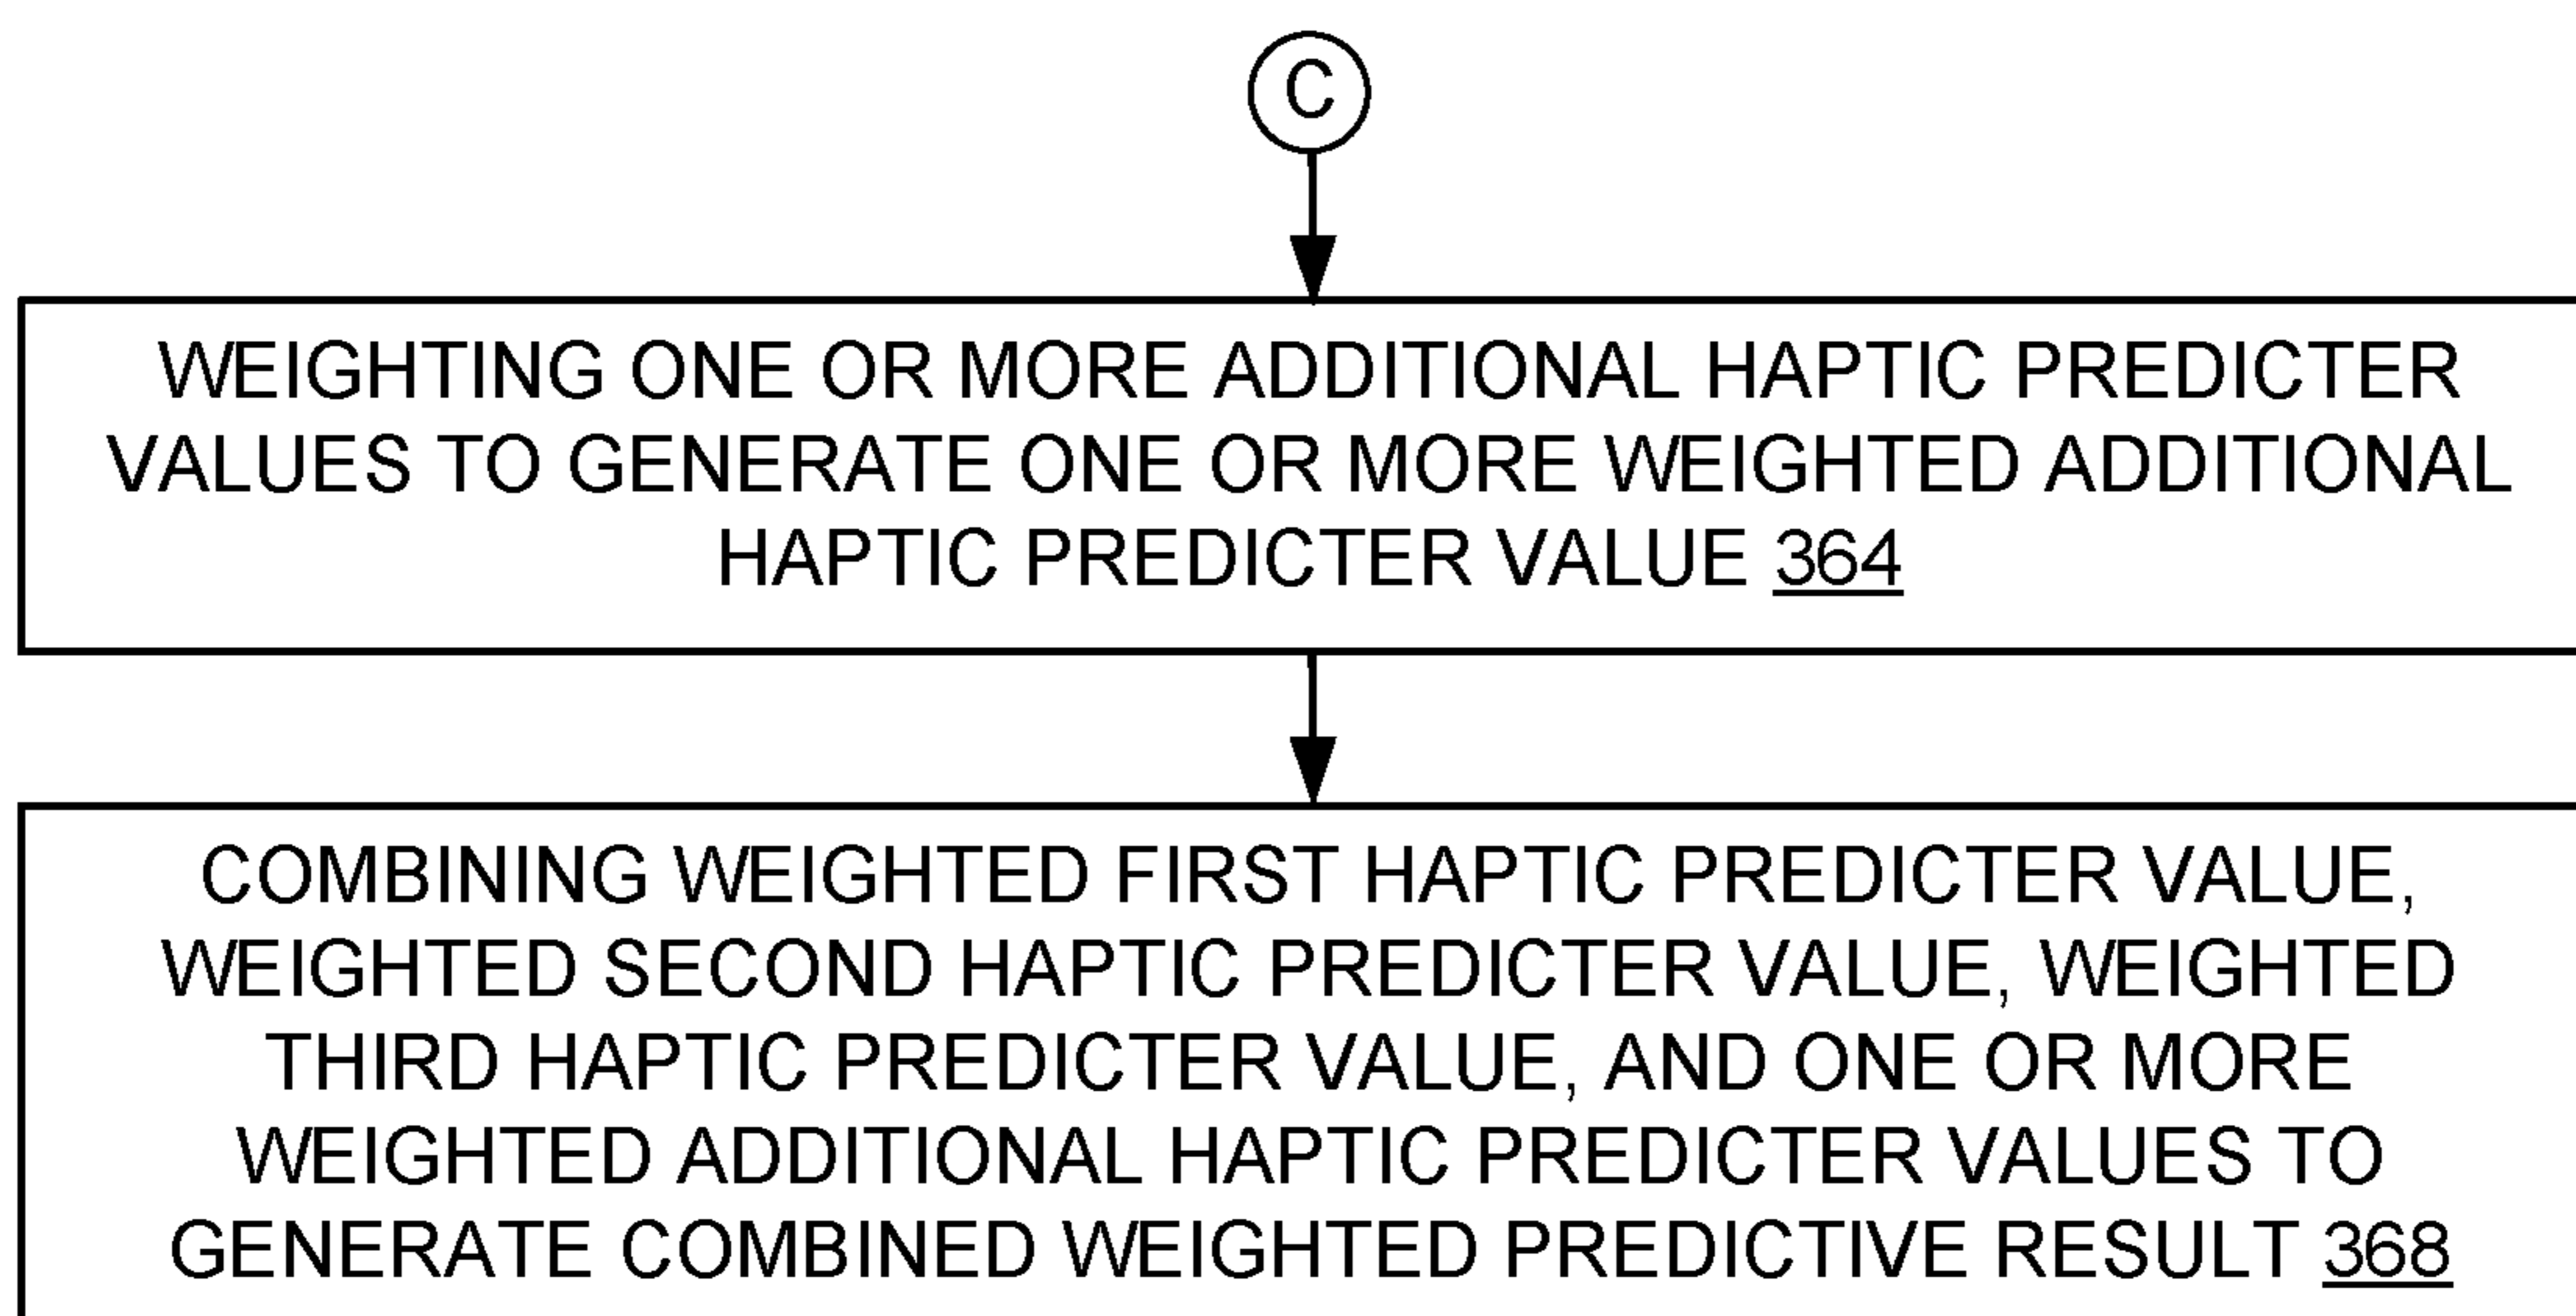 C
WEIGHTING ONE OR MORE ADDITIONAL HAPTIC PREDICTER
VALUES TO GENERATE ONE OR MORE WEIGHTED ADDITIONAL
HAPTIC PREDICTER VALUE 364
COMBINING WEIGHTED FIRST HAPTIC PREDICTER VALUE,
WEIGHTED SECOND HAPTIC PREDICTER VALUE, WEIGHTED
THIRD HAPTIC PREDICTER VALUE, AND ONE OR MORE
WEIGHTED ADDITIONAL HAPTIC PREDICTER VALUES TO
GENERATE COMBINED WEIGHTED PREDICTIVE RESULT 368